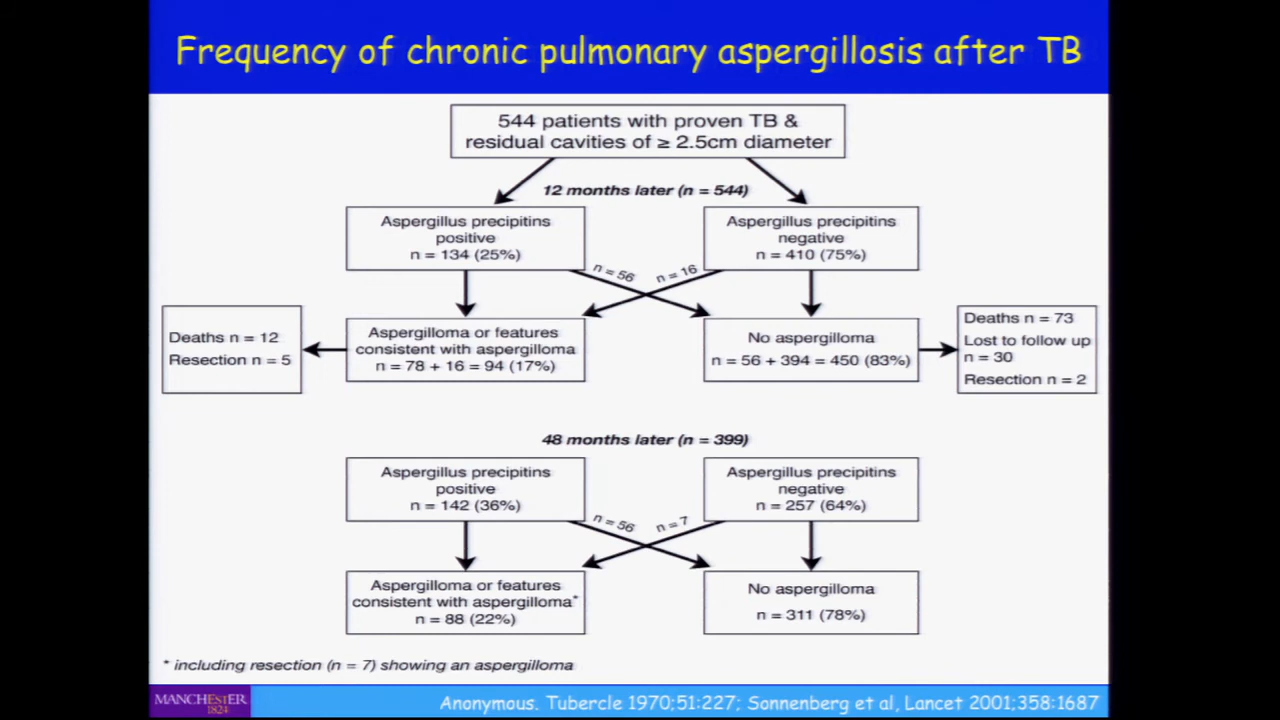 Frequency of chronic pulmonary aspergillosis after TB
544 patients with proven TB &
residual cavities of ≥ 2.5cm diameter
12 months later (n = 544)
Aspergillus precipitins
positive
n = 134 (25%)
Aspergillus precipitins
negative
n = 410 (75%)
n = 56
n = 16
Deaths n = 12
Resection n = 5
Aspergilloma or features
consistent with aspergilloma
n = 78 + 16 = 94 (17%)
No aspergilloma
n = 56 + 394 = 450 (83%)
Deaths n = 73
Lost to follow up
n = 30
Resection n = 2
48 months later (n = 399)
Aspergillus precipitins
positive
n = 142 (36%)
Aspergillus precipitins
negative
n = 257 (64%)
n = 56
n = 7
Aspergilloma or features
consistent with aspergilloma*
n = 88 (22%)
No aspergilloma
n = 311 (78%)
* including resection (n = 7) showing an aspergilloma
MANCHESTER
1824
Anonymous. Tubercle 1970;51:227; Sonnenberg et al, Lancet 2001;358:1687